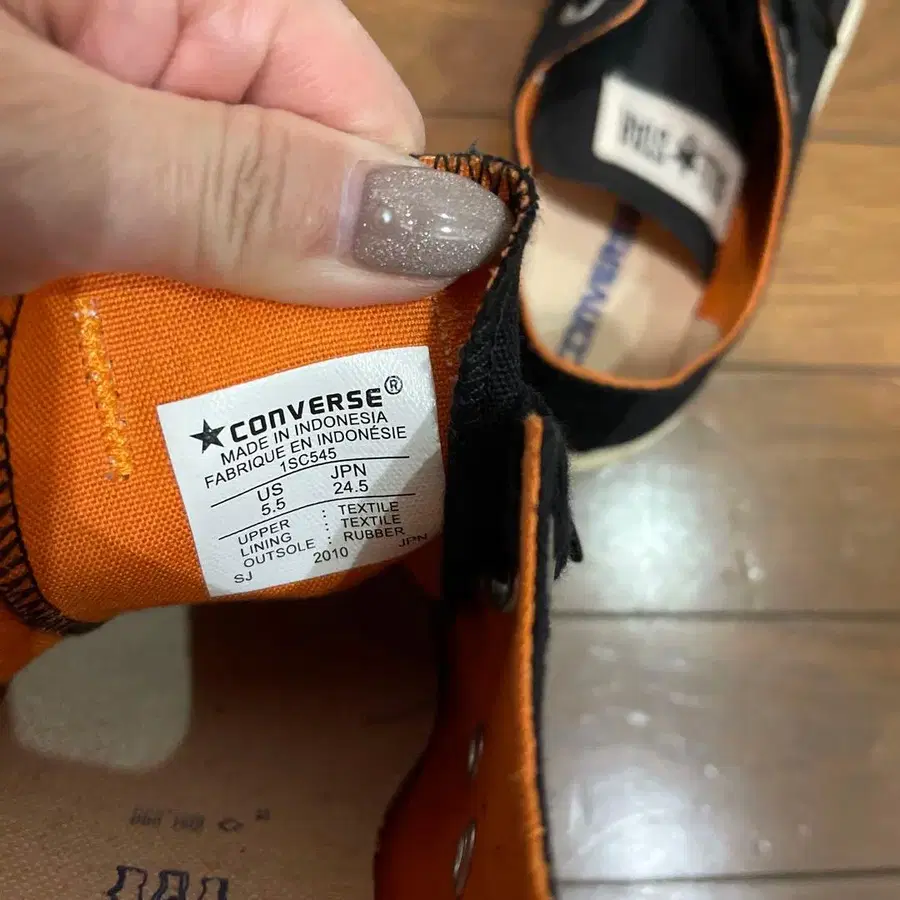 CONVERSE®
MADE IN INDONESIA
FABRIQUE EN INDONÉSIE
1SC545
US JPN
5.5 24.5
UPPER : TEXTILE
LINING : TEXTILE
OUTSOLE : RUBBER
SJ 2010 JPN
CONVERSE